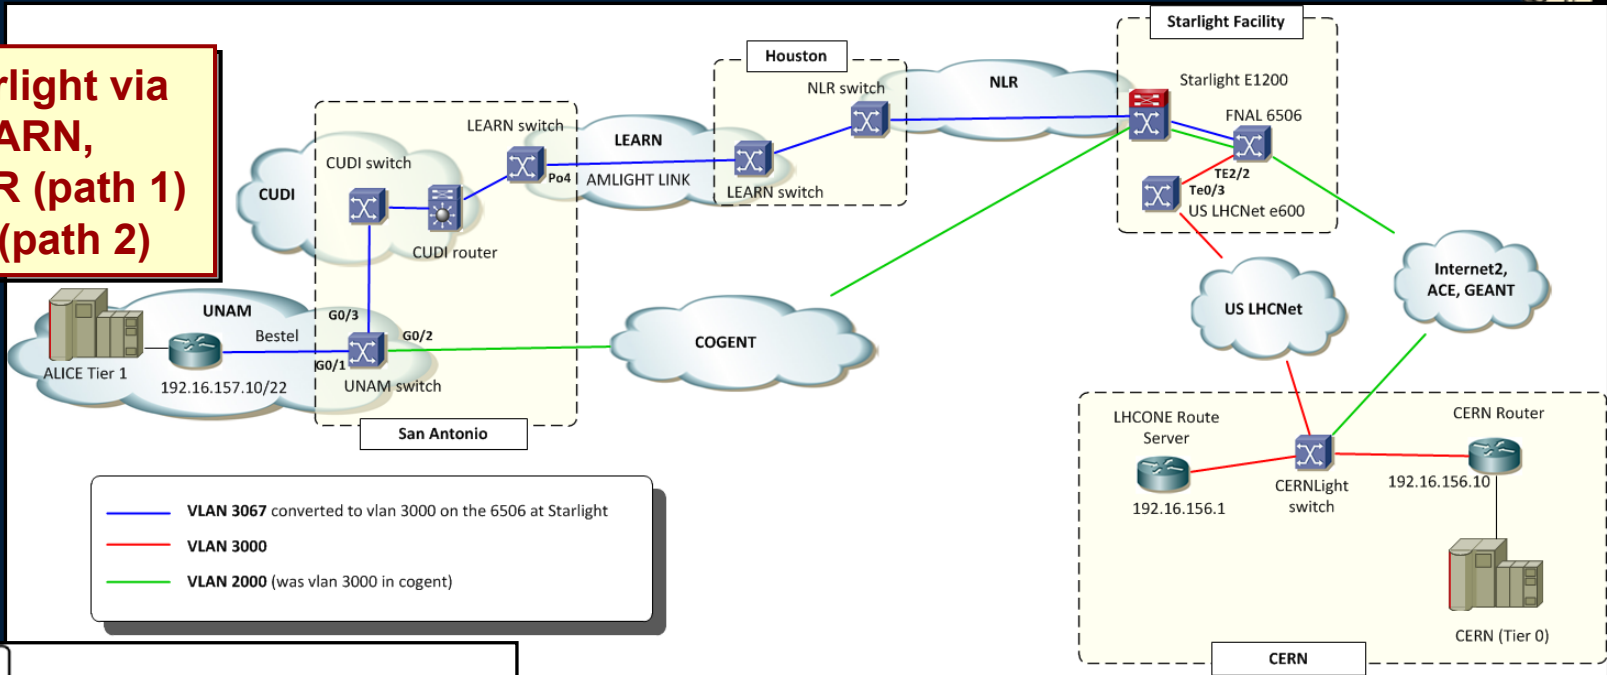 rlight via
ARN,
R (path 1)
(path 2)
Starlight Facility
Starlight E1200
FNAL 6506
TE2/2
Te0/3
US LHCNet e600
Houston
NLR switch
NLR
LEARN switch
LEARN
AMLIGHT LINK
Po4
LEARN switch
CUDI switch
CUDI
CUDI router
UNAM
Bestel
G0/3
G0/2
G0/1
UNAM switch
ALICE Tier 1
192.16.157.10/22
San Antonio
COGENT
US LHCNet
Internet2,
ACE, GEANT
LHCONE Route
Server
192.16.156.1
CERNLight
switch
CERN Router
192.16.156.10
CERN (Tier 0)
CERN
VLAN 3067 converted to vlan 3000 on the 6506 at Starlight
VLAN 3000
VLAN 2000 (was vlan 3000 in cogent)